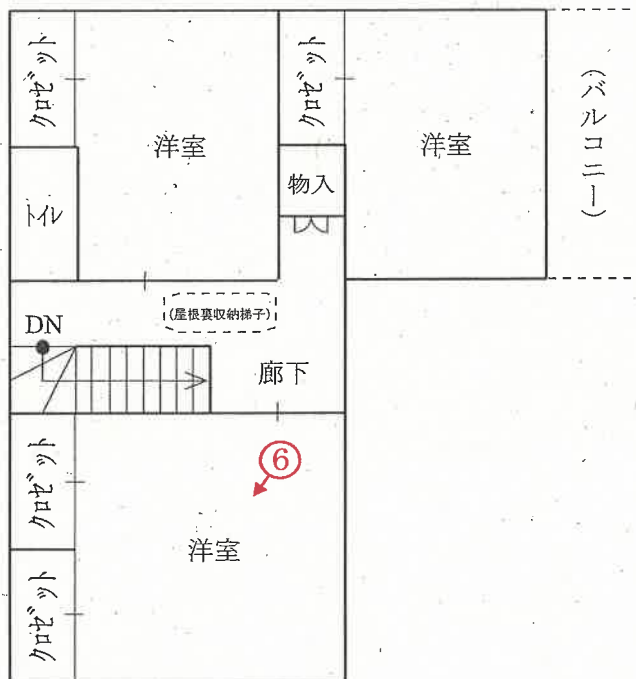 クロゼット
洋室
クロゼット
洋室
(バルコニー)
物入
トイレ
(屋根裏収納梯子)
DN
廊下
クロゼット
⑥
洋室
クロゼット